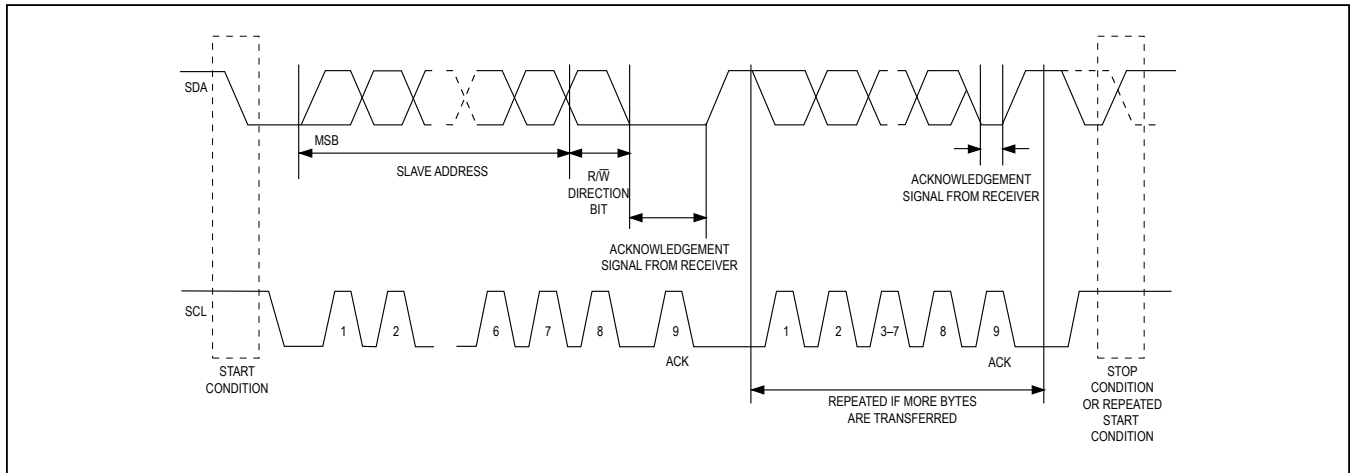 SDA
MSB
SLAVE ADDRESS
R/W̅
DIRECTION
BIT
ACKNOWLEDGEMENT
SIGNAL FROM RECEIVER
ACKNOWLEDGEMENT
SIGNAL FROM RECEIVER
SCL
1
2
6
7
8
9
1
2
3–7
8
9
ACK
ACK
START
CONDITION
REPEATED IF MORE BYTES
ARE TRANSFERRED
STOP
CONDITION
OR REPEATED
START
CONDITION